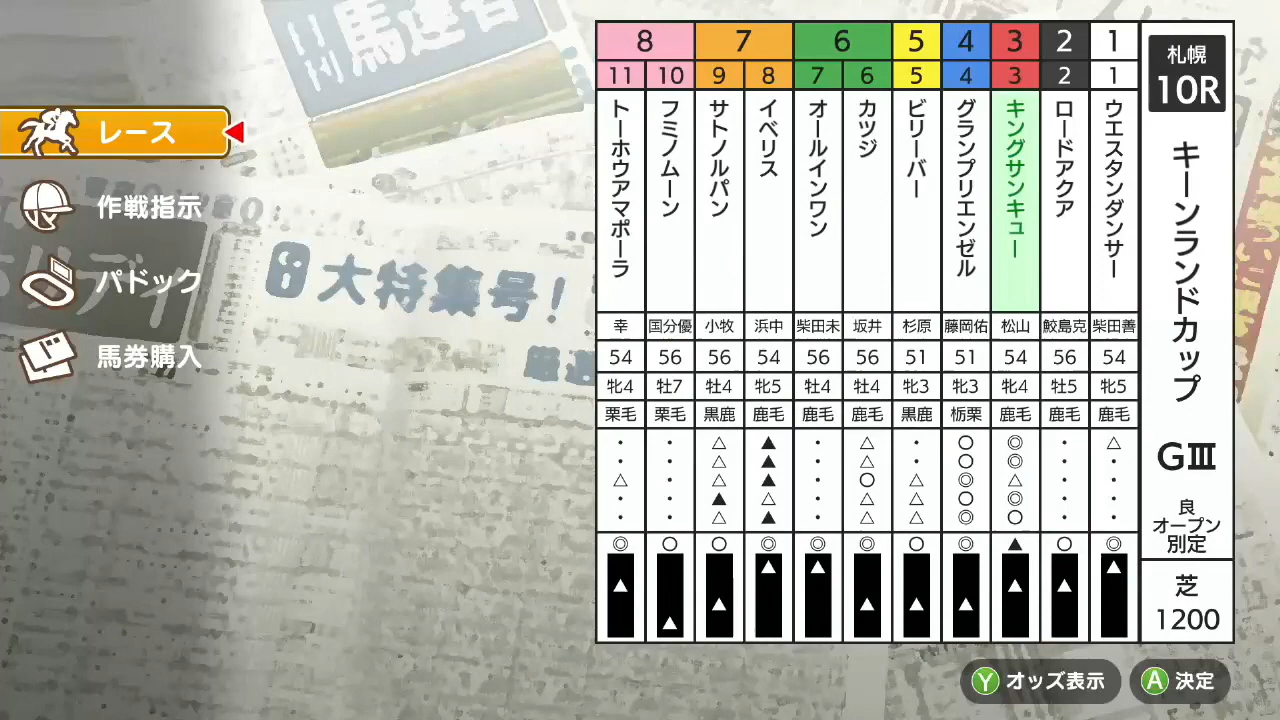 レース
作戦指示
パドック
馬券購入
大特集号!
札幌
10R
キーンランドカップ
GⅢ
良
オープン
別定
芝
1200
8 7 6 5 4 3 2 1
11 10 9 8 7 6 5 4 3 2 1
トーホウアマポーラ
フミノムーン
サトノルパン
イベリス
オールインワン
カツジ
ビリーバー
グランプリエンゼル
キングサンキュー
ロードアクア
ウエスタンダンサー
幸 国分優 小牧 浜中 柴田未 坂井 杉原 藤岡佑 松山 鮫島克 柴田善
54 56 56 54 56 56 51 51 54 56 54
牝4 牡7 牡4 牝5 牡4 牡4 牝3 牝3 牝4 牡5 牝5
栗毛 栗毛 黒鹿 鹿毛 鹿毛 鹿毛 黒鹿 栃栗 鹿毛 鹿毛 鹿毛
・ ・ △ ▲ ・ △ ・ ○ ◎ ・ △
・ ・ △ ▲ ・ △ ・ ○ ◎ ・ ・
△ ・ △ ▲ ・ ○ △ ◎ △ ・ ・
・ ・ ▲ △ ・ △ △ ○ ◎ ・ ・
・ ・ △ ▲ ・ △ △ ◎ ○ ・ ・
◎ ○ ○ ◎ ◎ ◎ ○ ◎ ▲ ○ ◎
Y オッズ表示
A 決定